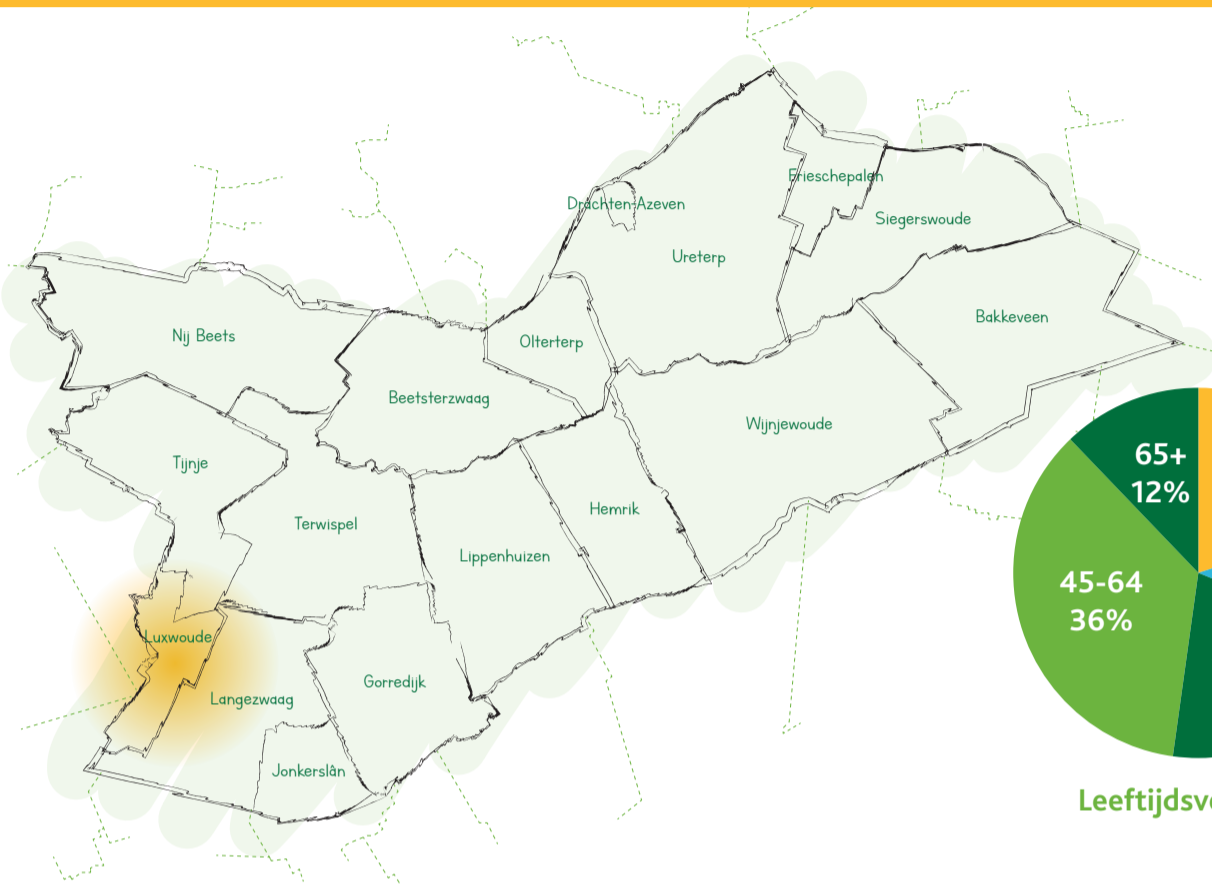 Frieschepalen
Drachten-Azeven
Siegerswoude
Ureterp
Bakkeveen
Nij Beets
Olterterp
Beetsterzwaag
Wijnjewoude
Tijnje
65+
12%
Hemrik
Terwispel
Lippenhuizen
45-64
36%
Luxwoude
Gorredijk
Langezwaag
Jonkerslân
Leeftijdsv